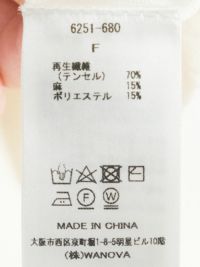 6251-680
F
再生繊維
(テンセル) 70%
麻 15%
ポリエステル 15%
P W
MADE IN CHINA
大阪市西区京町堀1-8-5明星ビル10階
(株)WANOVA